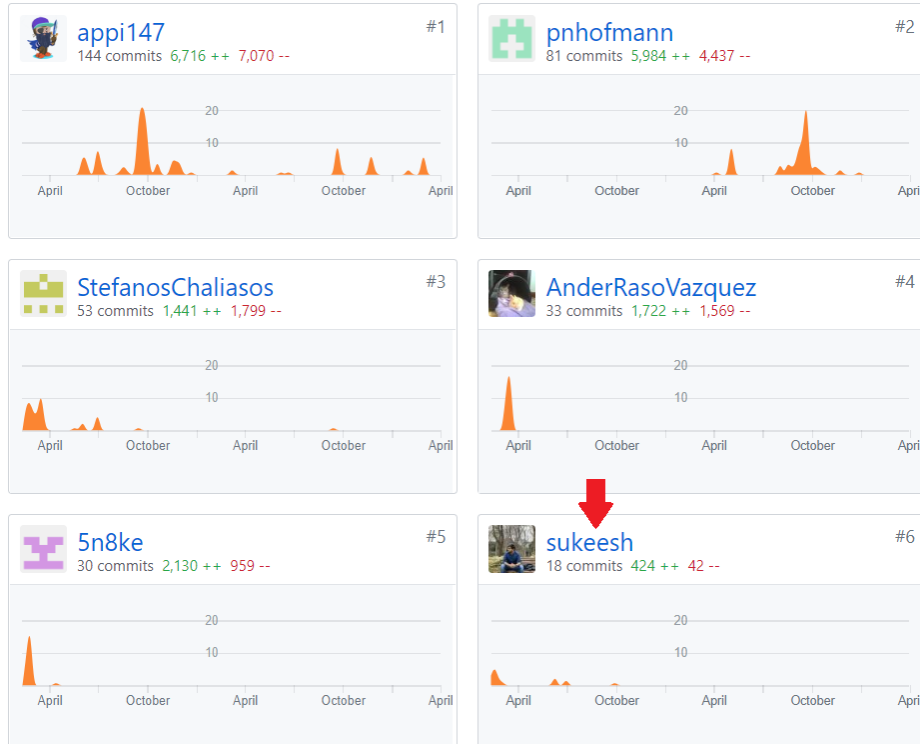 appi147
#1
144 commits 6,716 ++ 7,070 --
20
10
April October April October April
pnhofmann
#2
81 commits 5,984 ++ 4,437 --
20
10
April October April October Apri
StefanosChaliasos
#3
53 commits 1,441 ++ 1,799 --
20
10
April October April October April
AnderRasoVazquez
#4
33 commits 1,722 ++ 1,569 --
20
10
April October April October Apri
5n8ke
#5
30 commits 2,130 ++ 959 --
20
10
April October April October April
sukeesh
#6
18 commits 424 ++ 42 --
20
10
April October April October Apri